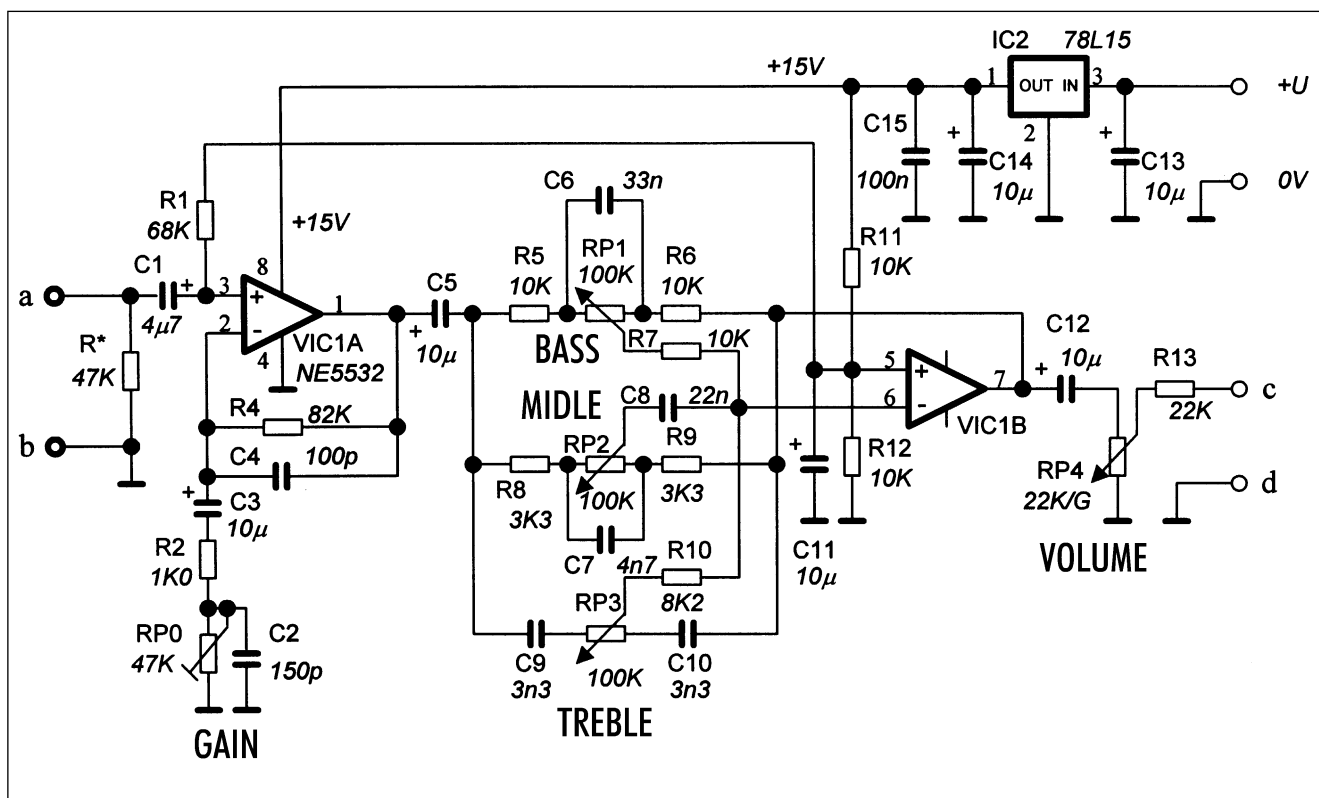 IC2 78L15
+15V
1 OUT IN 3
+U
2
C15
100n
+
C14
10µ
+
C13
10µ
0V
C6 33n
R1
68K
+15V
R5
10K
RP1
100K
R6
10K
R11
10K
a
C1
+
4µ7
3
+
8
1
2
-
4
VIC1A
NE5532
C5
+
10µ
BASS
R7
10K
R*
47K
C12
10µ
+
R13
22K
c
5
+
6
-
7
VIC1B
MIDLE
C8
22n
R4
82K
C4
100p
b
RP2
100K
R9
3K3
R8
3K3
+
R12
10K
RP4
22K/G
d
+
C3
10µ
C7
4n7
R10
8K2
C11
10µ
VOLUME
R2
1K0
RP3
100K
RP0
47K
C2
150p
C9
3n3
C10
3n3
TREBLE
GAIN